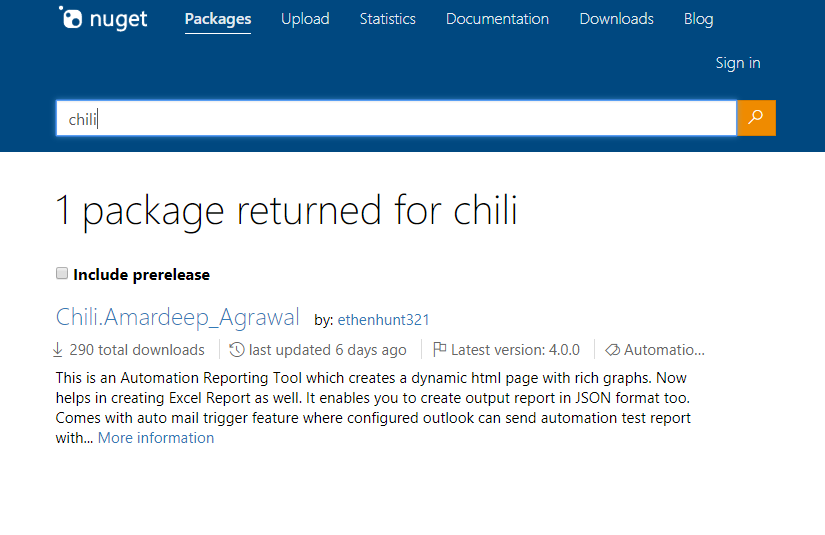 nuget
Packages Upload Statistics Documentation Downloads Blog
Sign in
chili
1 package returned for chili
Include prerelease
Chili.Amardeep_Agrawal by: ethenhunt321
290 total downloads last updated 6 days ago Latest version: 4.0.0 Automatio...
This is an Automation Reporting Tool which creates a dynamic html page with rich graphs. Now
helps in creating Excel Report as well. It enables you to create output report in JSON format too.
Comes with auto mail trigger feature where configured outlook can send automation test report
with... More information